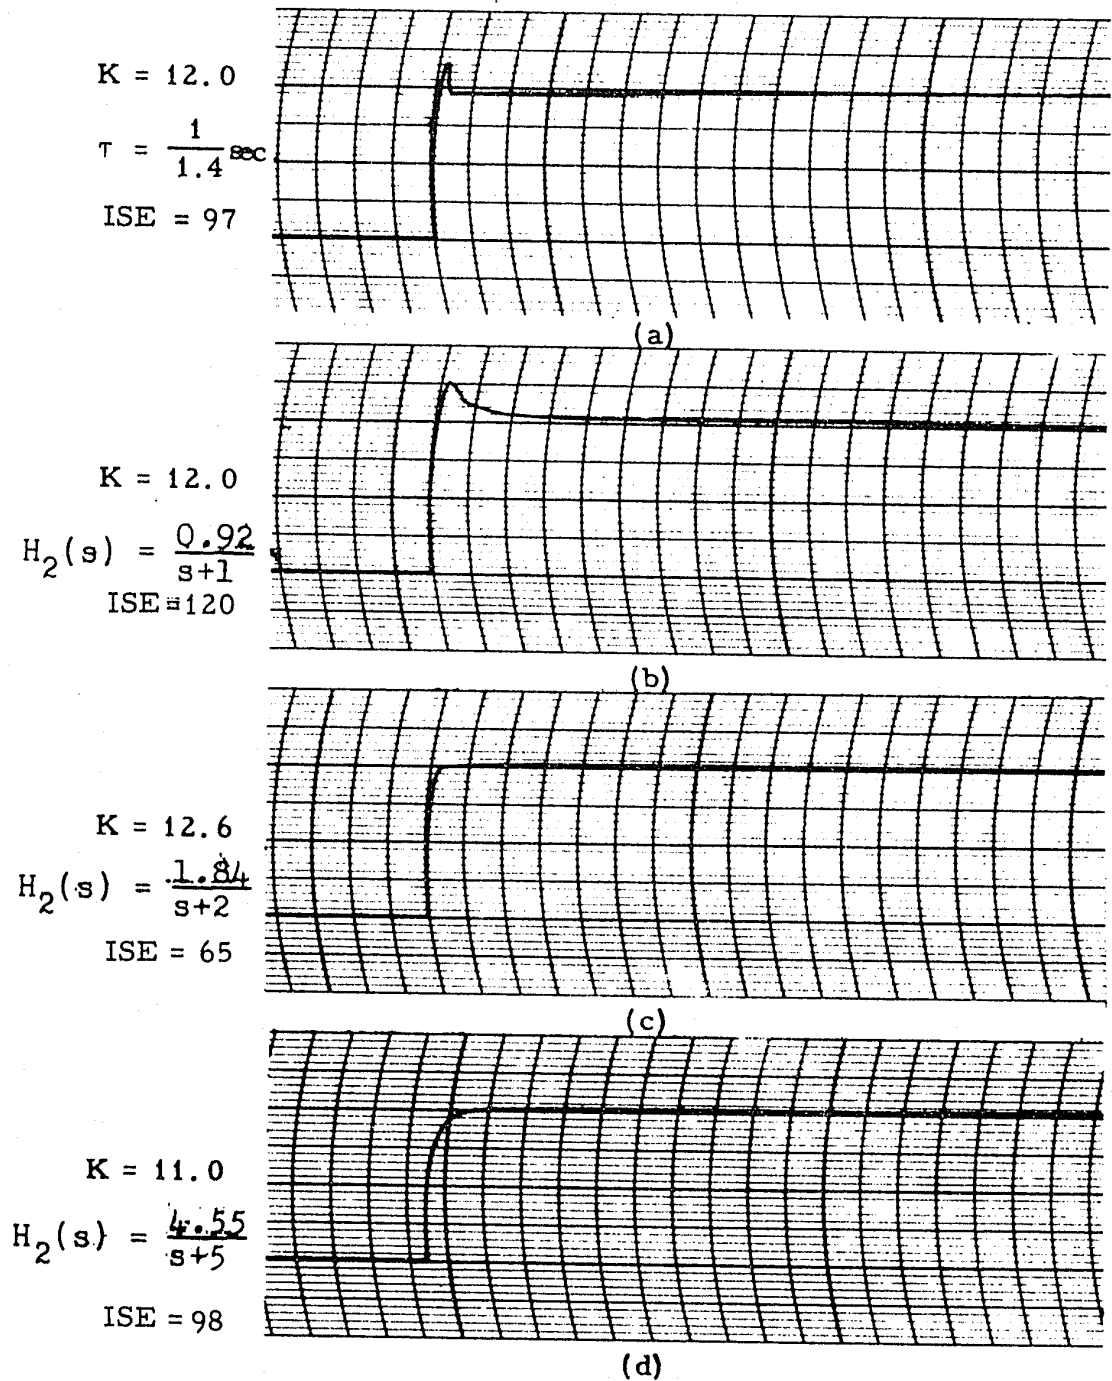 K = 12.0
τ = 1/1.4 sec
ISE = 97
(a)
K = 12.0
H₂(s) = 0.92/s+1
ISE = 120
(b)
K = 12.6
H₂(s) = 1.84/s+2
ISE = 65
(c)
K = 11.0
H₂(s) = 4.55/s+5
ISE = 98
(d)